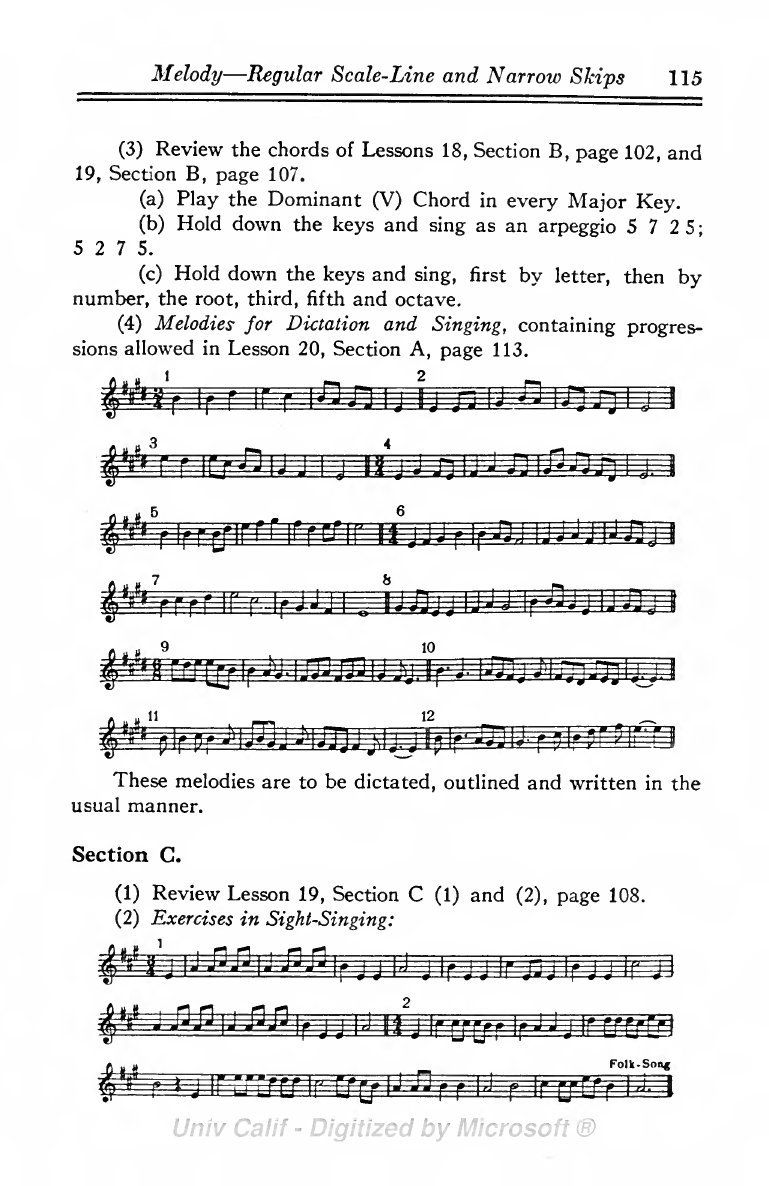 Melody—Regular Scale-Line and Narrow Skips 115
(3) Review the chords of Lessons 18, Section B, page 102, and
19, Section B, page 107.
(a) Play the Dominant (V) Chord in every Major Key.
(b) Hold down the keys and sing as an arpeggio 5 7 2 5;
5 2 7 5.
(c) Hold down the keys and sing, first by letter, then by
number, the root, third, fifth and octave.
(4) Melodies for Dictation and Singing, containing progres-
sions allowed in Lesson 20, Section A, page 113.
1 2
3 4
5 6
7 8
9 10
11 12
These melodies are to be dictated, outlined and written in the
usual manner.
Section C.
(1) Review Lesson 19, Section C (1) and (2), page 108.
(2) Exercises in Sight-Singing:
1
2
Folk-Song
Univ Calif - Digitized by Microsoft ®